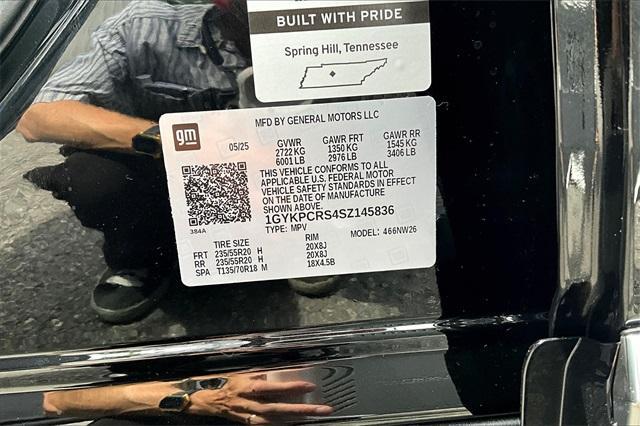 BUILT WITH PRIDE
Spring Hill, Tennessee
gm
MFD BY GENERAL MOTORS LLC
05/25 GVWR GAWR FRT GAWR RR
2722 KG 1350 KG 1545 KG
6001 LB 2976 LB 3406 LB
THIS VEHICLE CONFORMS TO ALL
APPLICABLE U.S. FEDERAL MOTOR
VEHICLE SAFETY STANDARDS IN EFFECT
ON THE DATE OF MANUFACTURE
SHOWN ABOVE.
1GYKPCRS4SZ145836
384A
TYPE: MPV MODEL: 466NW26
TIRE SIZE RIM
FRT 235/55R20 H 20X8J
RR 235/55R20 H 20X8J
SPA T135/70R18 M 18X4.5B